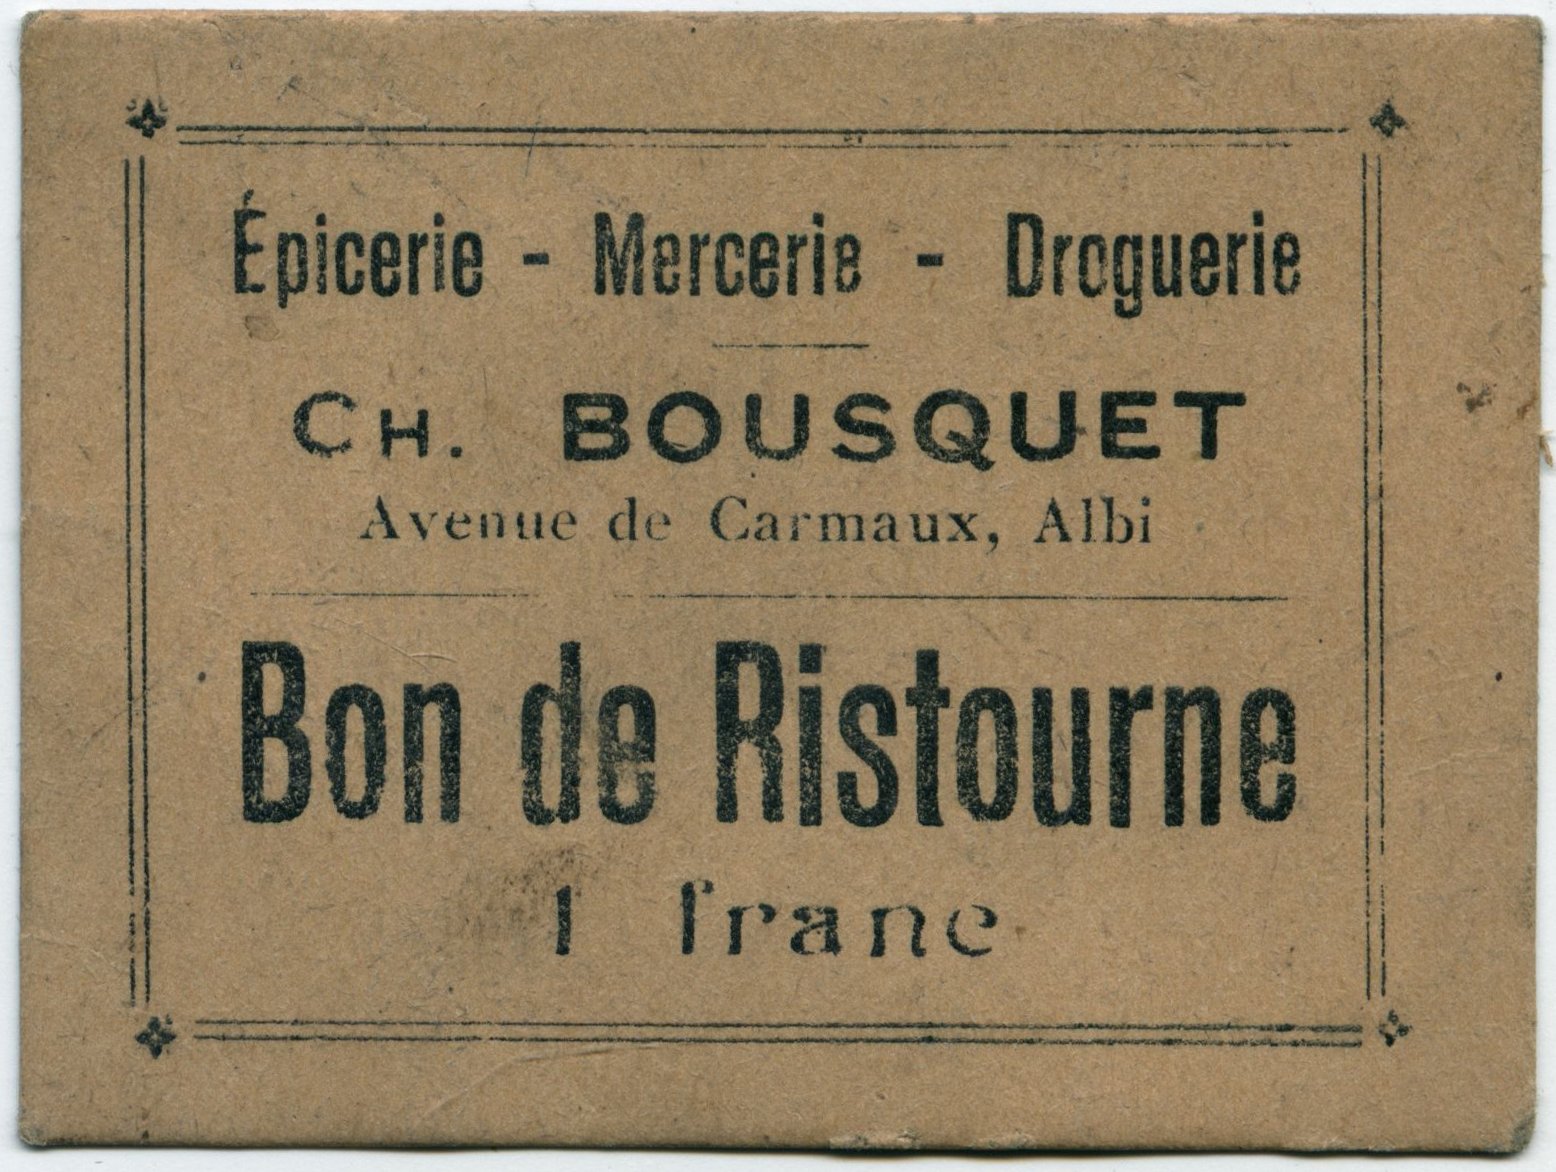 Épicerie - Mercerie - Droguerie
CH. BOUSQUET
Avenue de Carmaux, Albi
Bon de Ristourne
1 franc